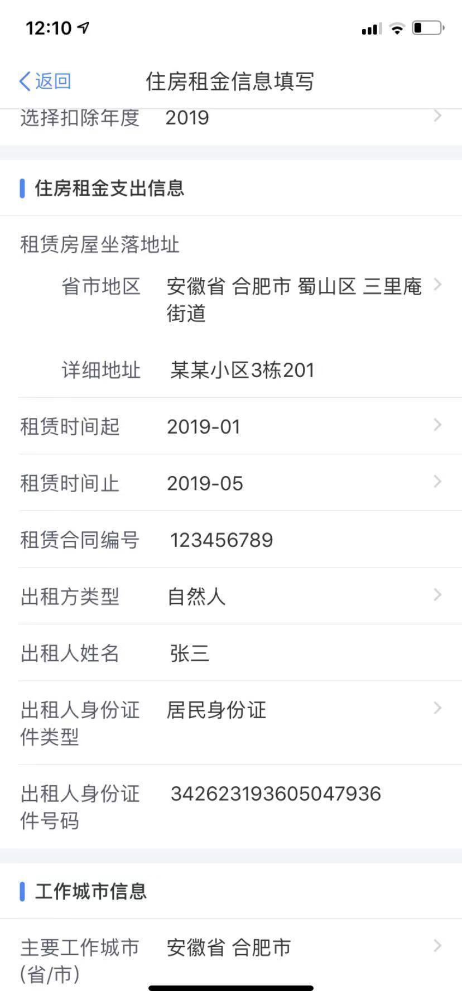 12:10
返回
住房租金信息填写
选择扣除年度 2019
住房租金支出信息
租赁房屋坐落地址
省市地区 安徽省 合肥市 蜀山区 三里庵
街道
详细地址 某某小区3栋201
租赁时间起 2019-01
租赁时间止 2019-05
租赁合同编号 123456789
出租方类型 自然人
出租人姓名 张三
出租人身份证 居民身份证
件类型
出租人身份证 342623193605047936
件号码
工作城市信息
主要工作城市 安徽省 合肥市
(省/市)